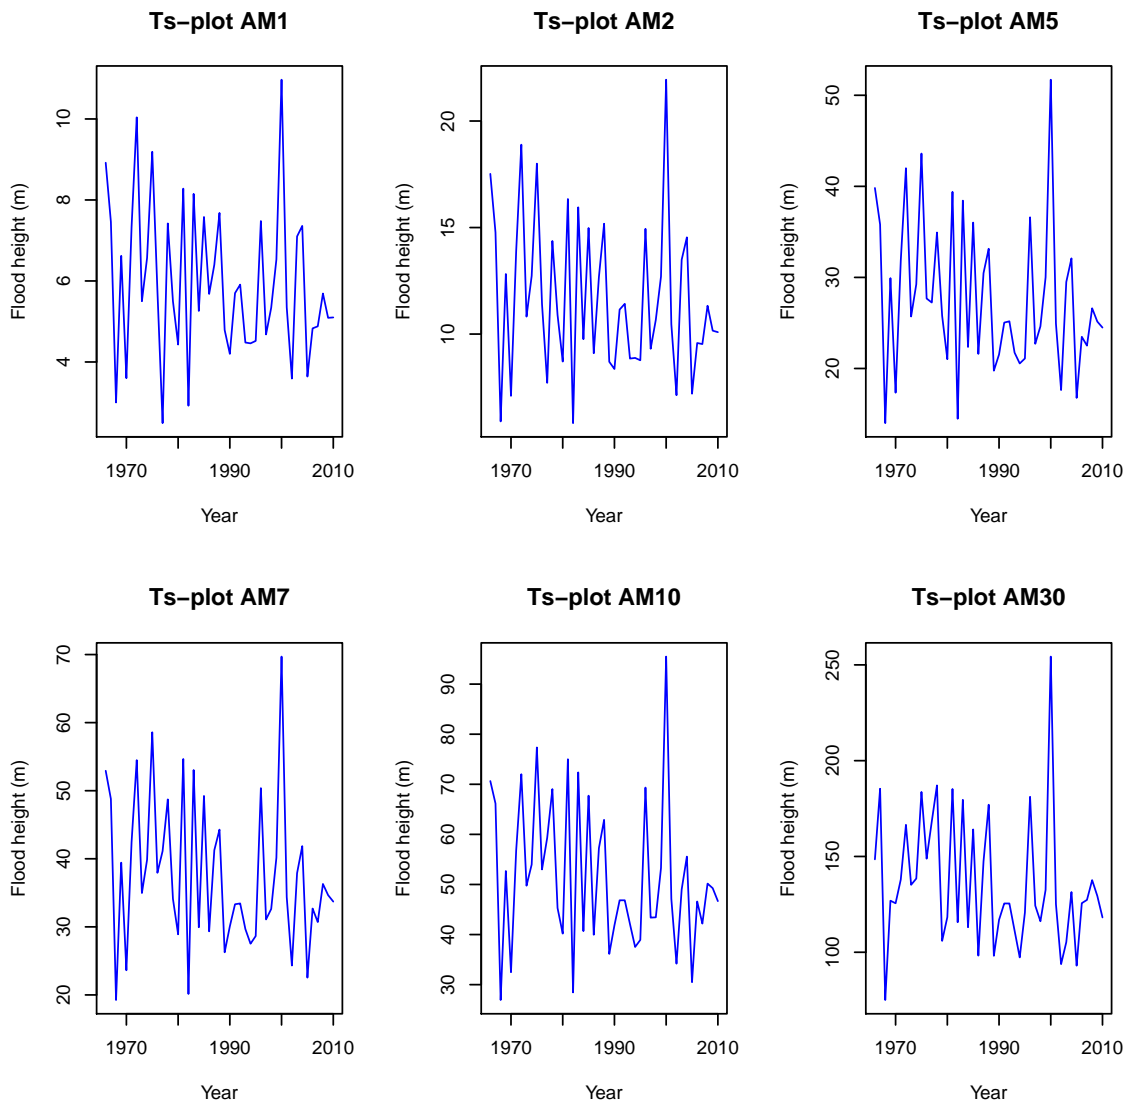 Ts−plot AM1
Flood height (m)
4
6
8
10
1970
1990
2010
Year
Ts−plot AM2
Flood height (m)
10
15
20
1970
1990
2010
Year
Ts−plot AM5
Flood height (m)
20
30
40
50
1970
1990
2010
Year
Ts−plot AM7
Flood height (m)
20
30
40
50
60
70
1970
1990
2010
Year
Ts−plot AM10
Flood height (m)
30
40
50
60
70
80
90
1970
1990
2010
Year
Ts−plot AM30
Flood height (m)
100
150
200
250
1970
1990
2010
Year